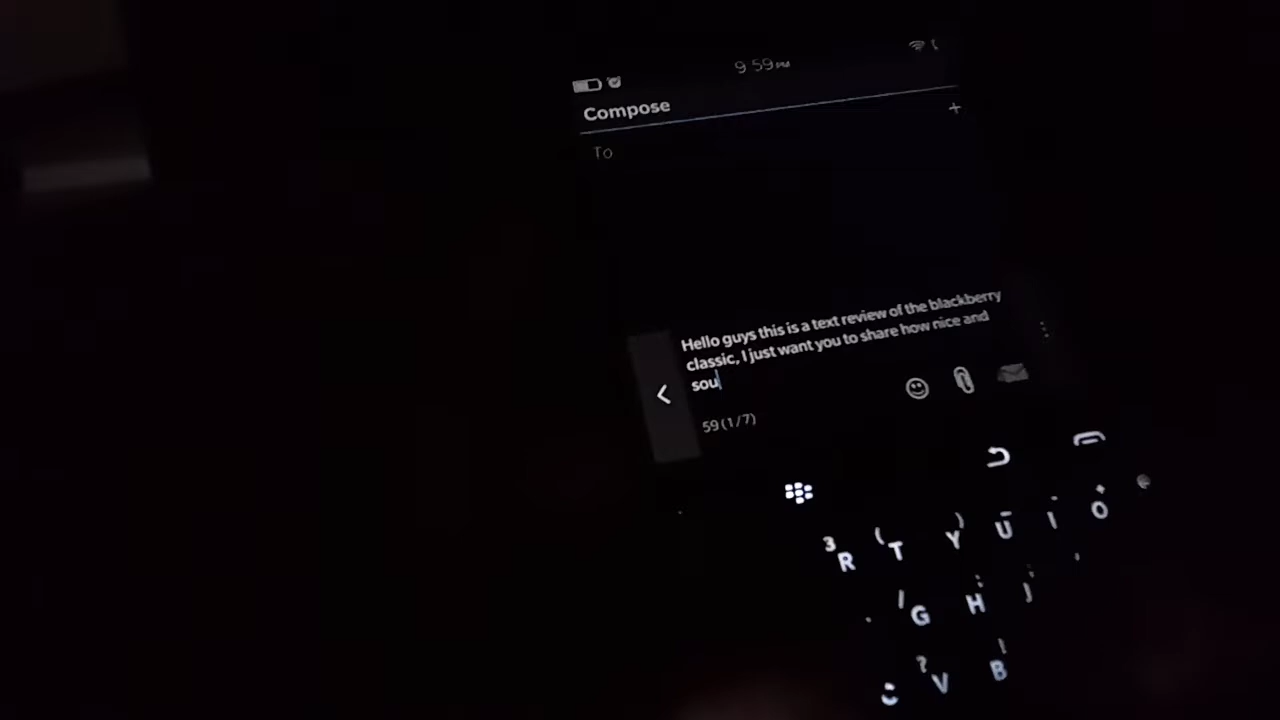 9:59 PM
Compose
+
To
Hello guys this is a text review of the blackberry
classic, I just want you to share how nice and
sou
59 (1/7)
3 R ( T ) Y U I O
/ G : H J
? V ! B